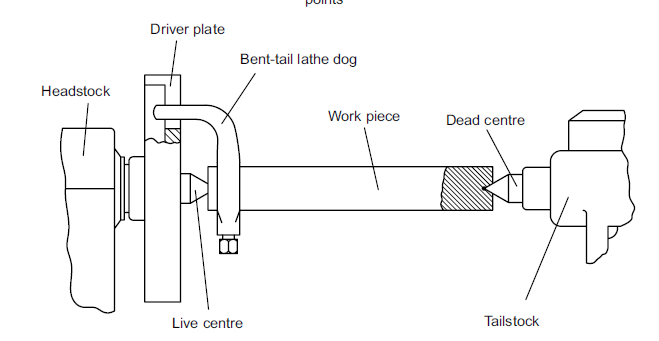 points
Driver plate
Bent-tail lathe dog
Headstock
Work piece
Dead centre
Live centre
Tailstock